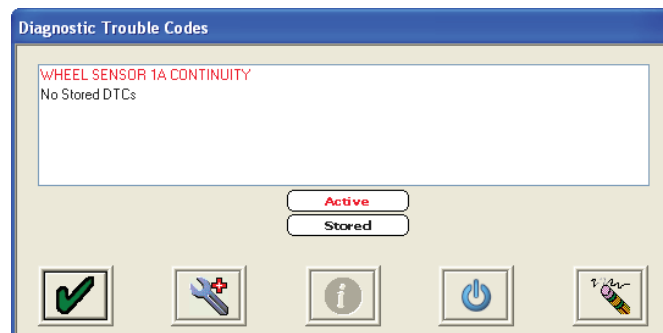 Diagnostic Trouble Codes
WHEEL SENSOR 1A CONTINUITY
No Stored DTCs
Active
Stored